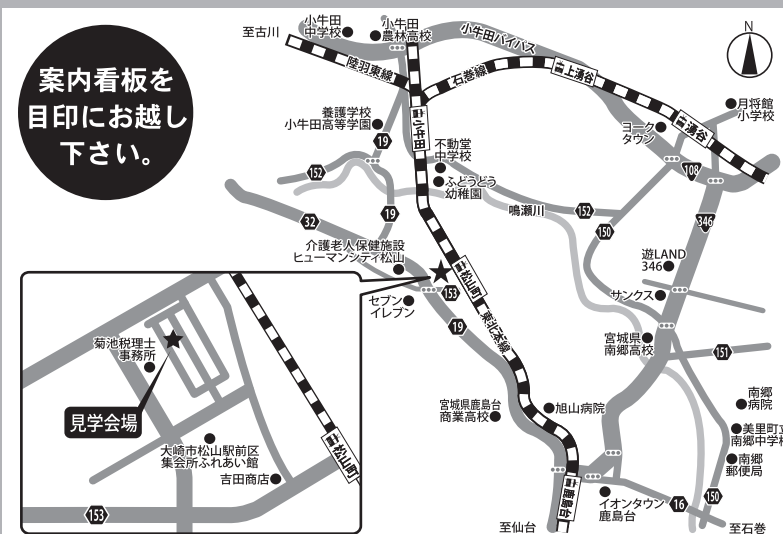 案内看板を
目印にお越し
下さい。
至古川
小牛田
中学校
小牛田
農林高校
小牛田バイパス
N
陸羽東線
石巻線
上涌谷
涌谷
月将館
小学校
ヨーク
タウン
養護学校
小牛田高等学園
小牛田
19
不動堂
中学校
ふどうどう
幼稚園
152
鳴瀬川
152
108
346
150
32
19
介護老人保健施設
ヒューマンシティ松山
松山町
153
遊LAND
346
サンクス
セブン
イレブン
19
東北本線
宮城県
南郷高校
151
菊池税理士
事務所
見学会場
大崎市松山駅前区
集会所ふれあい館
吉田商店
松山町
153
宮城県鹿島台
商業高校
旭山病院
南郷
病院
美里町立
南郷中学校
南郷
郵便局
鹿島台
イオンタウン
鹿島台
16
150
至仙台
至石巻